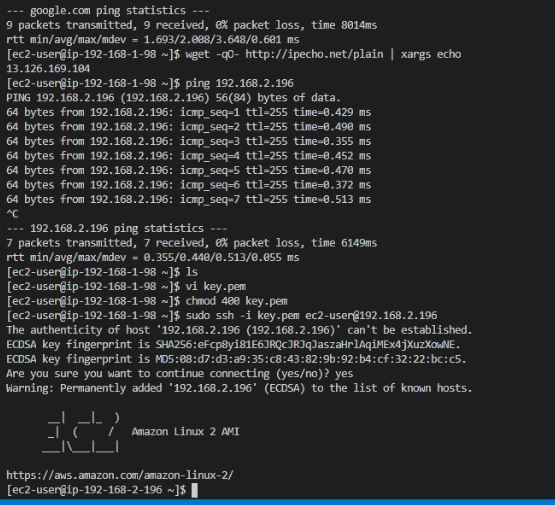 --- google.com ping statistics ---
9 packets transmitted, 9 received, 0% packet loss, time 8014ms
rtt min/avg/max/mdev = 1.693/2.008/3.648/0.601 ms
[ec2-user@ip-192-168-1-98 ~]$ wget -qO- http://ipecho.net/plain | xargs echo
13.126.169.104
[ec2-user@ip-192-168-1-98 ~]$ ping 192.168.2.196
PING 192.168.2.196 (192.168.2.196) 56(84) bytes of data.
64 bytes from 192.168.2.196: icmp_seq=1 ttl=255 time=0.429 ms
64 bytes from 192.168.2.196: icmp_seq=2 ttl=255 time=0.490 ms
64 bytes from 192.168.2.196: icmp_seq=3 ttl=255 time=0.355 ms
64 bytes from 192.168.2.196: icmp_seq=4 ttl=255 time=0.452 ms
64 bytes from 192.168.2.196: icmp_seq=5 ttl=255 time=0.470 ms
64 bytes from 192.168.2.196: icmp_seq=6 ttl=255 time=0.372 ms
64 bytes from 192.168.2.196: icmp_seq=7 ttl=255 time=0.513 ms
^C
--- 192.168.2.196 ping statistics ---
7 packets transmitted, 7 received, 0% packet loss, time 6149ms
rtt min/avg/max/mdev = 0.355/0.440/0.513/0.055 ms
[ec2-user@ip-192-168-1-98 ~]$ ls
[ec2-user@ip-192-168-1-98 ~]$ vi key.pem
[ec2-user@ip-192-168-1-98 ~]$ chmod 400 key.pem
[ec2-user@ip-192-168-1-98 ~]$ sudo ssh -i key.pem ec2-user@192.168.2.196
The authenticity of host '192.168.2.196 (192.168.2.196)' can't be established.
ECDSA key fingerprint is SHA256:eFcp8yi81E6JRQcJRJqJaszaHrlAqiMEx4jXuzXowNE.
ECDSA key fingerprint is MD5:08:d7:d3:a9:35:c8:43:82:9b:92:b4:cf:32:22:bc:c5.
Are you sure you want to continue connecting (yes/no)? yes
Warning: Permanently added '192.168.2.196' (ECDSA) to the list of known hosts.

       __|  __|_  )
       _|  (     /   Amazon Linux 2 AMI
      ___|\___|___|

https://aws.amazon.com/amazon-linux-2/
[ec2-user@ip-192-168-2-196 ~]$